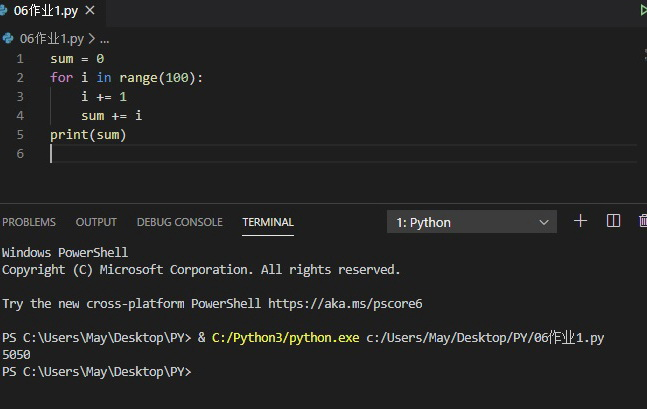 06作业1.py
06作业1.py > ...
1 sum = 0
2 for i in range(100):
3     i += 1
4     sum += i
5 print(sum)
6
PROBLEMS OUTPUT DEBUG CONSOLE TERMINAL 1: Python
Windows PowerShell
Copyright (C) Microsoft Corporation. All rights reserved.
Try the new cross-platform PowerShell https://aka.ms/pscore6
PS C:\Users\May\Desktop\PY> & C:/Python3/python.exe c:/Users/May/Desktop/PY/06作业1.py
5050
PS C:\Users\May\Desktop\PY>